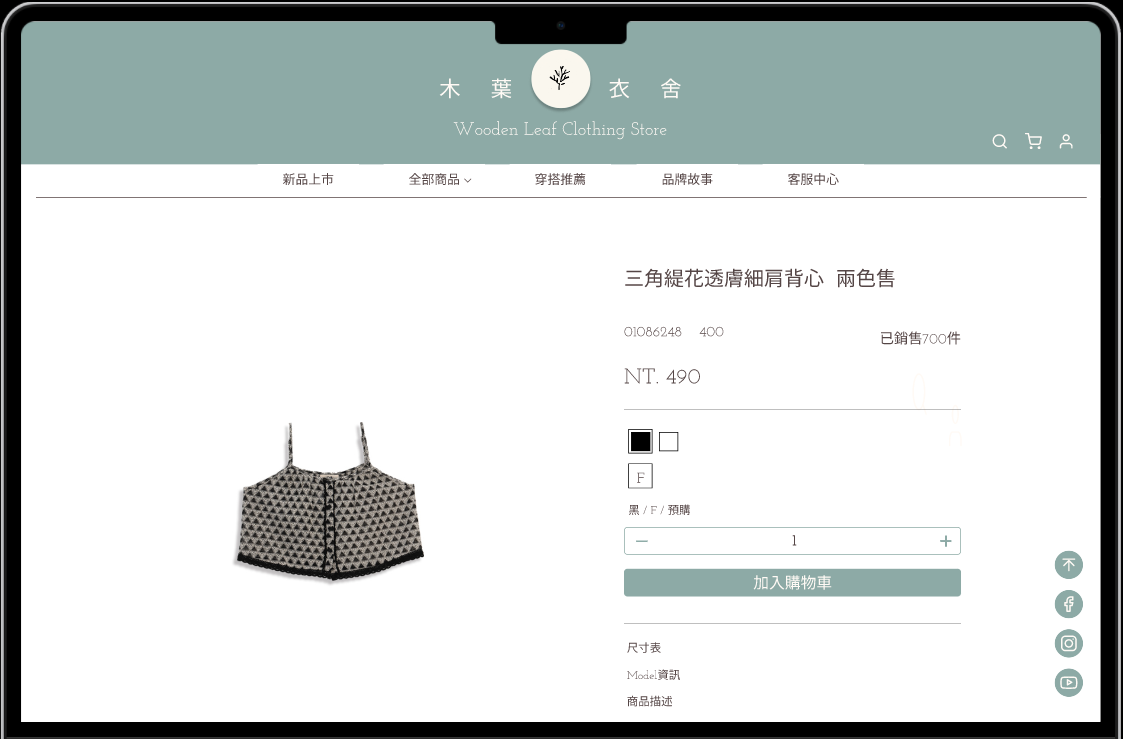 木 葉 衣 舍
Wooden Leaf Clothing Store
新品上市 全部商品 穿搭推薦 品牌故事 客服中心
三角緹花透膚細肩背心 兩色售
01086248 400
已銷售700件
NT. 490
F
黑 / F / 預購
— 1 +
加入購物車
尺寸表
Model資訊
商品描述